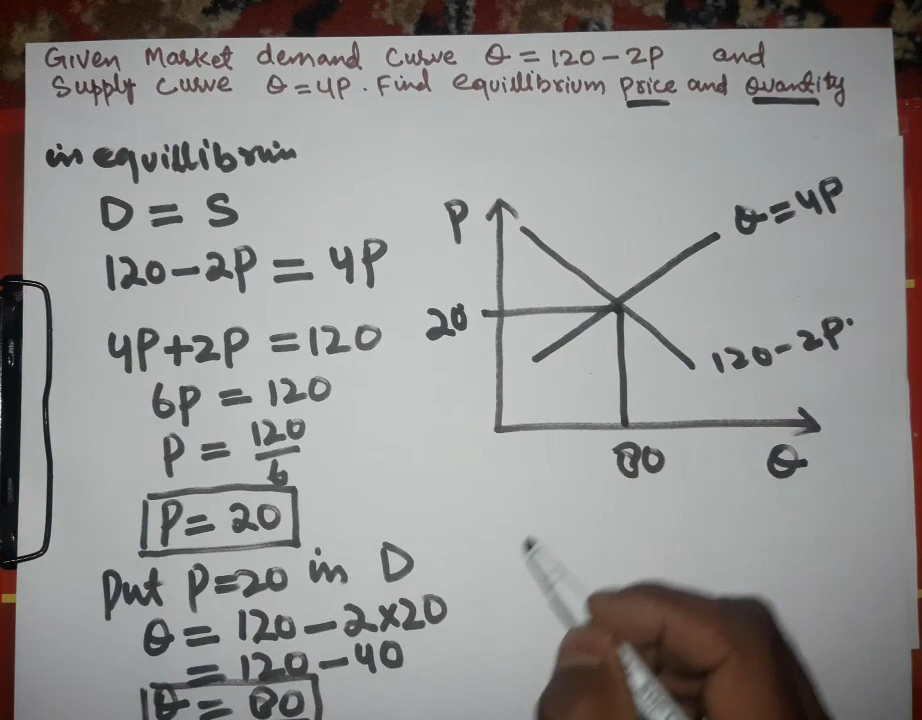 Given Market demand Curve Q = 120 - 2P and
Supply Curve Q = 4P. Find equillibrium Price and Quantity
in equillibrium
D = S
120 - 2P = 4P
4P + 2P = 120
6P = 120
P = 120/6
P = 20
Put P = 20 in D
Q = 120 - 2 × 20
= 120 - 40
Q = 80
P
Q = 4P
20
120 - 2P
80
Q